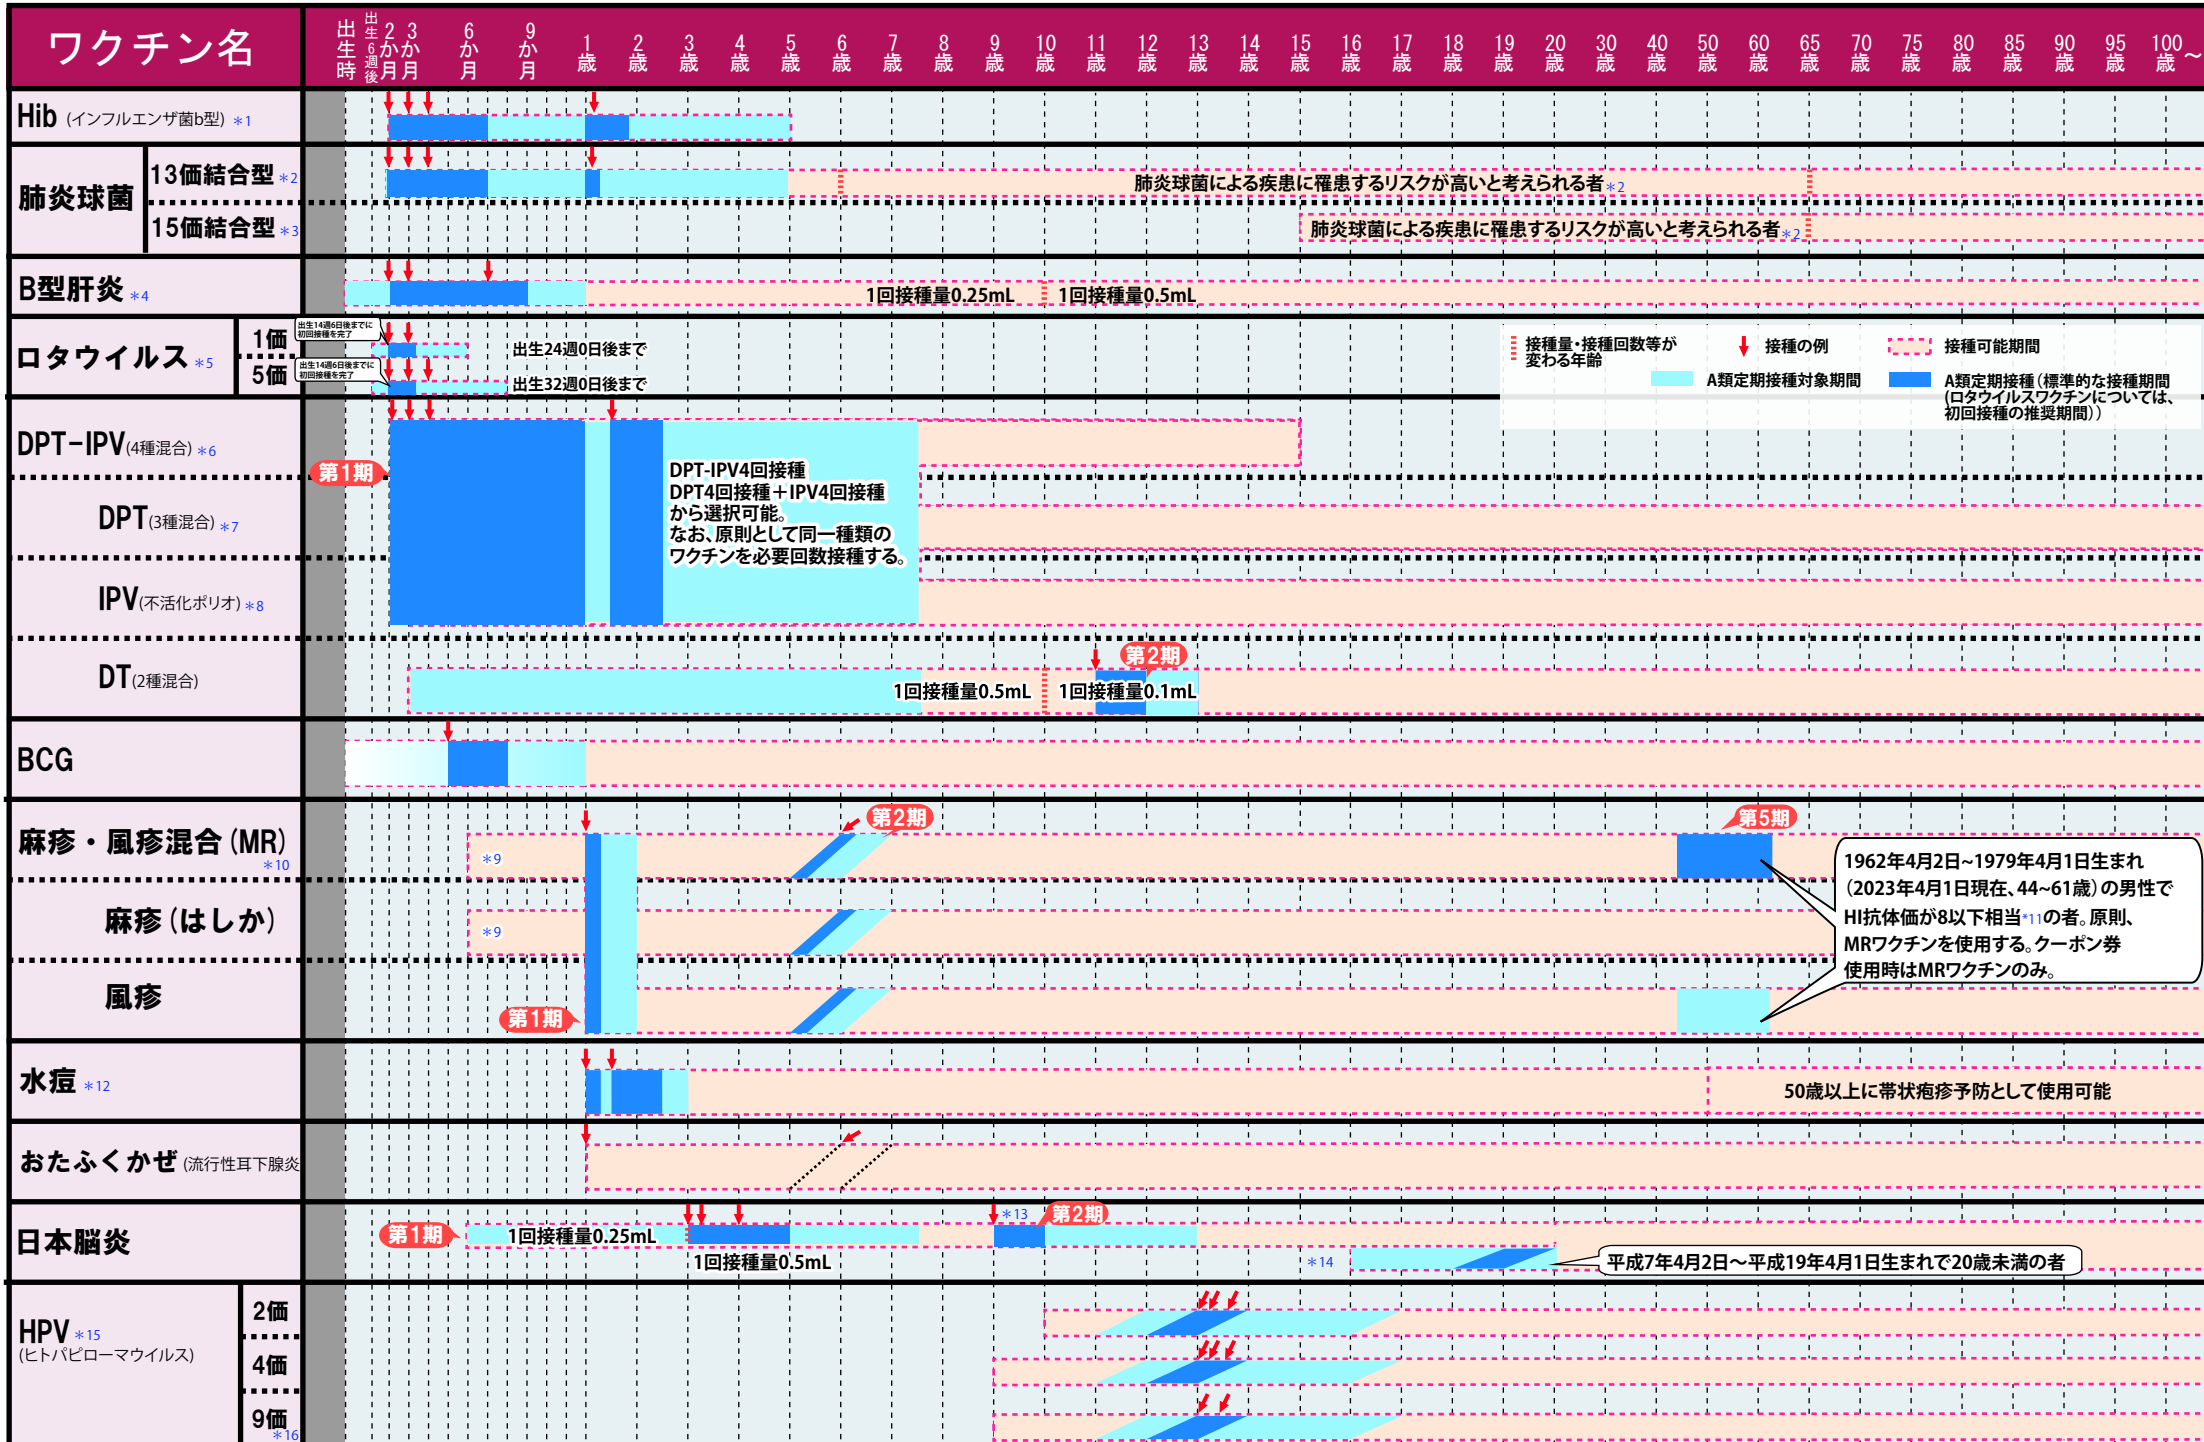 ワクチン名
出生時
出生6週後
2か月
3か月
6か月
9か月
1歳
2歳
3歳
4歳
5歳
6歳
7歳
8歳
9歳
10歳
11歳
12歳
13歳
14歳
15歳
16歳
17歳
18歳
19歳
20歳
30歳
40歳
50歳
60歳
65歳
70歳
75歳
80歳
85歳
90歳
95歳
100歳～
Hib (インフルエンザ菌b型) *1
肺炎球菌
13価結合型 *2
肺炎球菌による疾患に罹患するリスクが高いと考えられる者*2
15価結合型 *3
肺炎球菌による疾患に罹患するリスクが高いと考えられる者*2
B型肝炎 *4
1回接種量0.25mL
1回接種量0.5mL
ロタウイルス *5
1価
出生14週6日後までに
初回接種を完了
出生24週0日後まで
5価
出生14週6日後までに
初回接種を完了
出生32週0日後まで
接種量・接種回数等が
変わる年齢
接種の例
接種可能期間
A類定期接種対象期間
A類定期接種（標準的な接種期間
(ロタウイルスワクチンについては、
初回接種の推奨期間)）
DPT-IPV(4種混合) *6
第1期
DPT-IPV4回接種
DPT4回接種＋IPV4回接種
から選択可能。
なお、原則として同一種類の
ワクチンを必要回数接種する。
DPT(3種混合) *7
IPV(不活化ポリオ) *8
DT(2種混合)
1回接種量0.5mL
1回接種量0.1mL
第2期
BCG
麻疹・風疹混合(MR)
*10
*9
第2期
第5期
麻疹(はしか)
*9
風疹
第1期
1962年4月2日~1979年4月1日生まれ
（2023年4月1日現在、44~61歳）の男性で
HI抗体価が8以下相当*11の者。原則、
MRワクチンを使用する。クーポン券
使用時はMRワクチンのみ。
水痘 *12
50歳以上に帯状疱疹予防として使用可能
おたふくかぜ (流行性耳下腺炎
日本脳炎
第1期
1回接種量0.25mL
1回接種量0.5mL
*13
第2期
*14
平成7年4月2日～平成19年4月1日生まれで20歳未満の者
HPV *15
(ヒトパピローマウイルス)
2価
4価
9価
*16